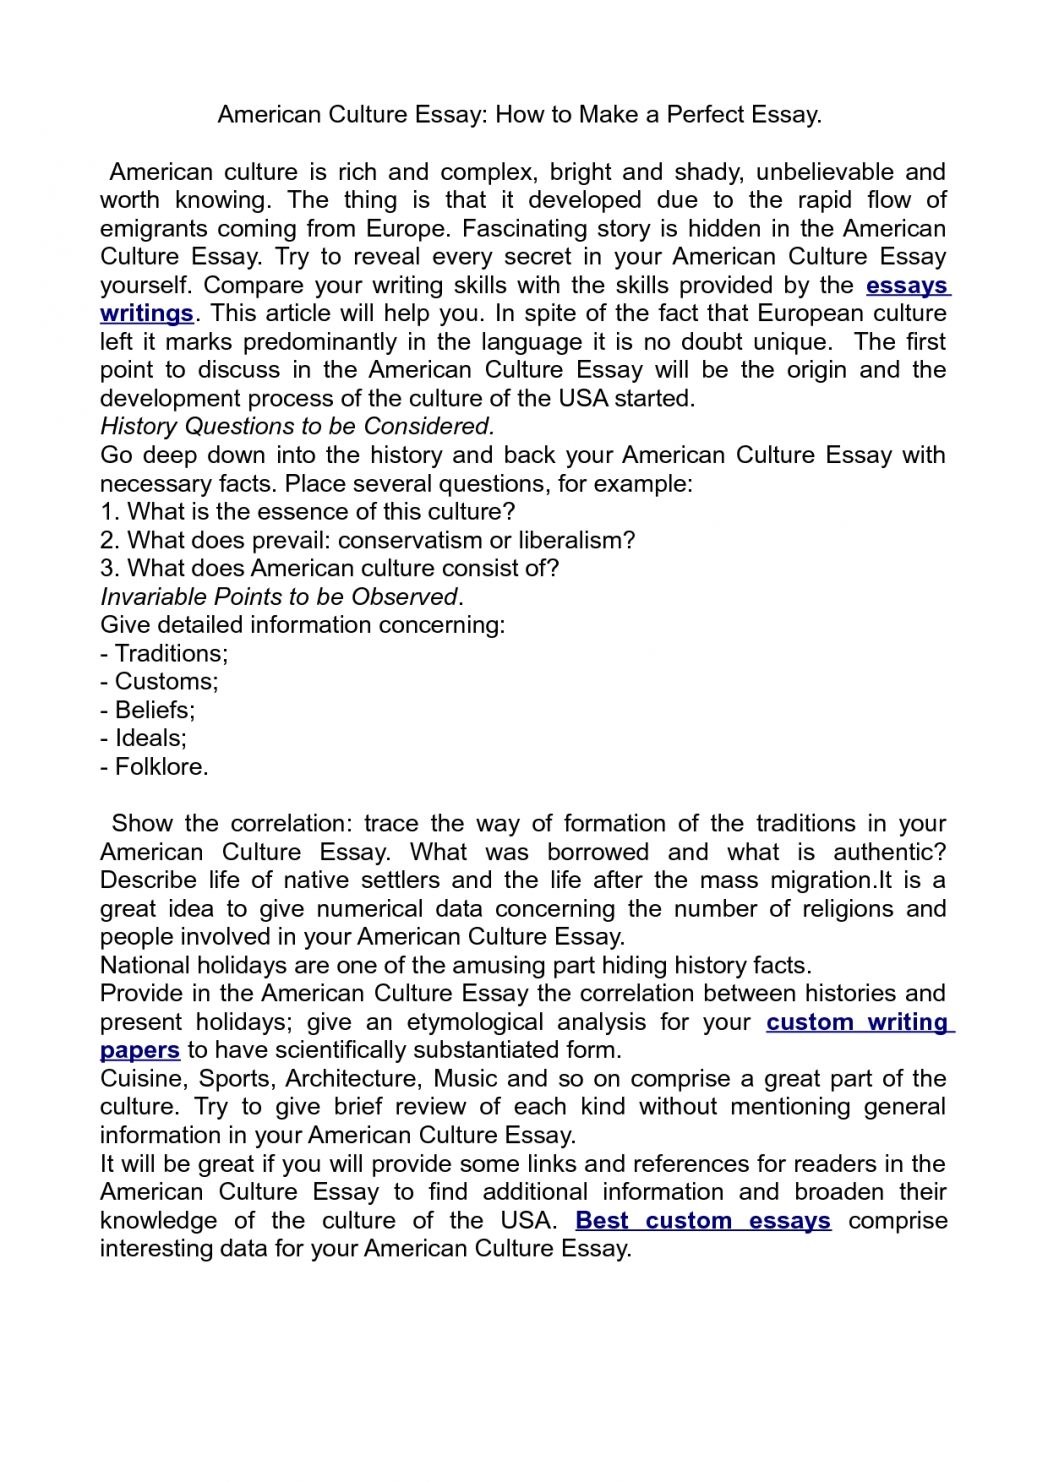 American Culture Essay: How to Make a Perfect Essay.
American culture is rich and complex, bright and shady, unbelievable and
worth knowing. The thing is that it developed due to the rapid flow of
emigrants coming from Europe. Fascinating story is hidden in the American
Culture Essay. Try to reveal every secret in your American Culture Essay
yourself. Compare your writing skills with the skills provided by the essays
writings. This article will help you. In spite of the fact that European culture
left it marks predominantly in the language it is no doubt unique.  The first
point to discuss in the American Culture Essay will be the origin and the
development process of the culture of the USA started.
History Questions to be Considered.
Go deep down into the history and back your American Culture Essay with
necessary facts. Place several questions, for example:
1. What is the essence of this culture?
2. What does prevail: conservatism or liberalism?
3. What does American culture consist of?
Invariable Points to be Observed.
Give detailed information concerning:
- Traditions;
- Customs;
- Beliefs;
- Ideals;
- Folklore.
Show the correlation: trace the way of formation of the traditions in your
American Culture Essay. What was borrowed and what is authentic?
Describe life of native settlers and the life after the mass migration.It is a
great idea to give numerical data concerning the number of religions and
people involved in your American Culture Essay.
National holidays are one of the amusing part hiding history facts.
Provide in the American Culture Essay the correlation between histories and
present holidays; give an etymological analysis for your custom writing
papers to have scientifically substantiated form.
Cuisine, Sports, Architecture, Music and so on comprise a great part of the
culture. Try to give brief review of each kind without mentioning general
information in your American Culture Essay.
It will be great if you will provide some links and references for readers in the
American Culture Essay to find additional information and broaden their
knowledge of the culture of the USA. Best custom essays comprise
interesting data for your American Culture Essay.